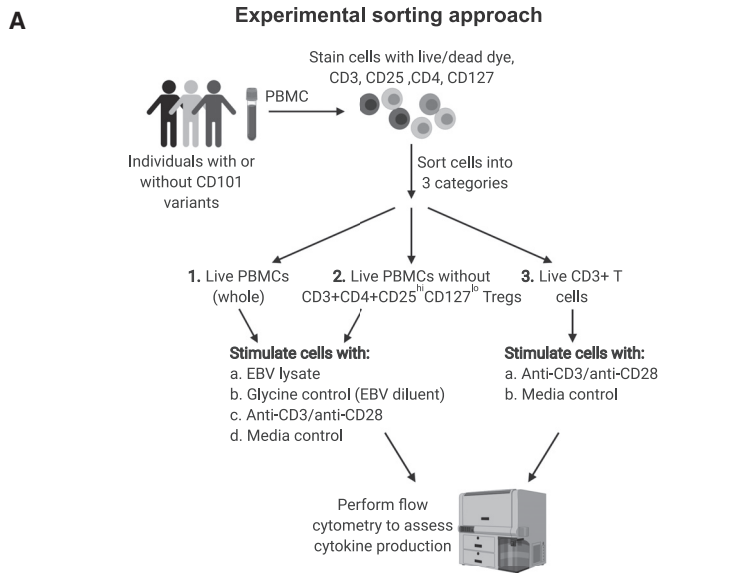 A
Experimental sorting approach
Stain cells with live/dead dye,
CD3, CD25 ,CD4, CD127
PBMC
Individuals with or
without CD101
variants
Sort cells into
3 categories
1. Live PBMCs
(whole)
2. Live PBMCs without
CD3+CD4+CD25hiCD127lo Tregs
3. Live CD3+ T
cells
Stimulate cells with:
a. EBV lysate
b. Glycine control (EBV diluent)
c. Anti-CD3/anti-CD28
d. Media control
Stimulate cells with:
a. Anti-CD3/anti-CD28
b. Media control
Perform flow
cytometry to assess
cytokine production